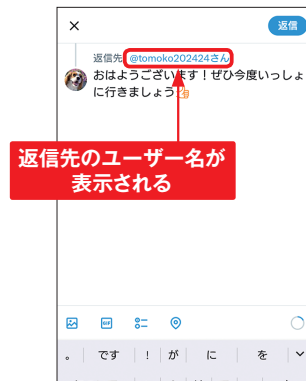 ×
返信
返信先 @tomoko202424さん
おはようございます！ぜひ今度いっしょ
に行きましょう
返信先のユーザー名が
表示される
GIF
。 です ！ が に を